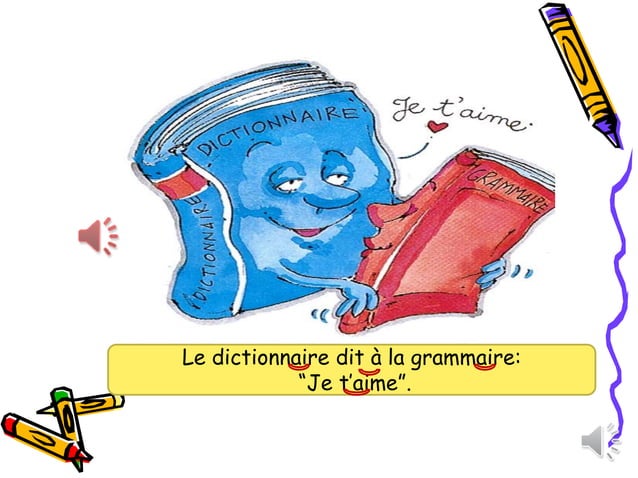 DICTIONNAIRE
Je t'aime
DICTIONNAIRE
GRAMMAIRE
Le dictionnaire dit à la grammaire:
“Je t’aime”.